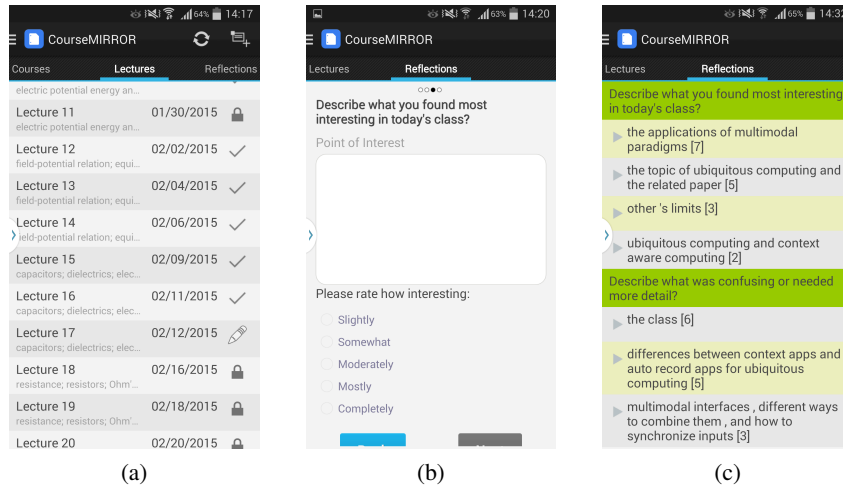 64% 14:17
CourseMIRROR
Courses Lectures Reflections
electric potential energy an...
Lecture 11 01/30/2015
electric potential energy an...
Lecture 12 02/02/2015
field-potential relation; equi...
Lecture 13 02/04/2015
field-potential relation; equi...
Lecture 14 02/06/2015
field-potential relation; equi...
Lecture 15 02/09/2015
capacitors; dielectrics; elec...
Lecture 16 02/11/2015
capacitors; dielectrics; elec...
Lecture 17 02/12/2015
capacitors; dielectrics; elec...
Lecture 18 02/16/2015
resistance; resistors; Ohm'...
Lecture 19 02/18/2015
resistance; resistors; Ohm'...
Lecture 20 02/20/2015
(a)
63% 14:20
CourseMIRROR
Lectures Reflections
Describe what you found most
interesting in today's class?
Point of Interest
Please rate how interesting:
Slightly
Somewhat
Moderately
Mostly
Completely
(b)
65% 14:32
CourseMIRROR
Lectures Reflections
Describe what you found most interesting
in today's class?
the applications of multimodal
paradigms [7]
the topic of ubiquitous computing and
the related paper [5]
other 's limits [3]
ubiquitous computing and context
aware computing [2]
Describe what was confusing or needed
more detail?
the class [6]
differences between context apps and
auto record apps for ubiquitous
computing [5]
multimodal interfaces , different ways
to combine them , and how to
synchronize inputs [3]
(c)